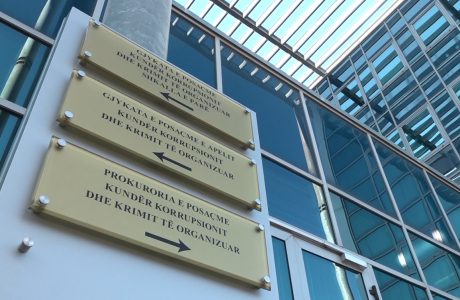 GJYKATA E POSAÇME
KUNDËR KORRUPSIONIT
DHE KRIMIT TË ORGANIZUAR
SHKALLA E PARË
GJYKATA E POSAÇME E APELIT
KUNDËR KORRUPSIONIT
DHE KRIMIT TË ORGANIZUAR
PROKURORIA E POSAÇME
KUNDËR KORRUPSIONIT
DHE KRIMIT TË ORGANIZUAR